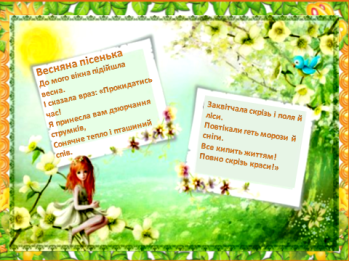 Весняна пісенька
До мого вікна підійшла
весна.
І сказала враз: «Прокидатись
час!
Я принесла вам дзюрчання
струмків,
Сонячне тепло і пташиний
спів.
Заквітчала скрізь і поля й
ліси,
Повтікали геть морози й
сніги.
Все кипить життям!
Повно скрізь краси!»